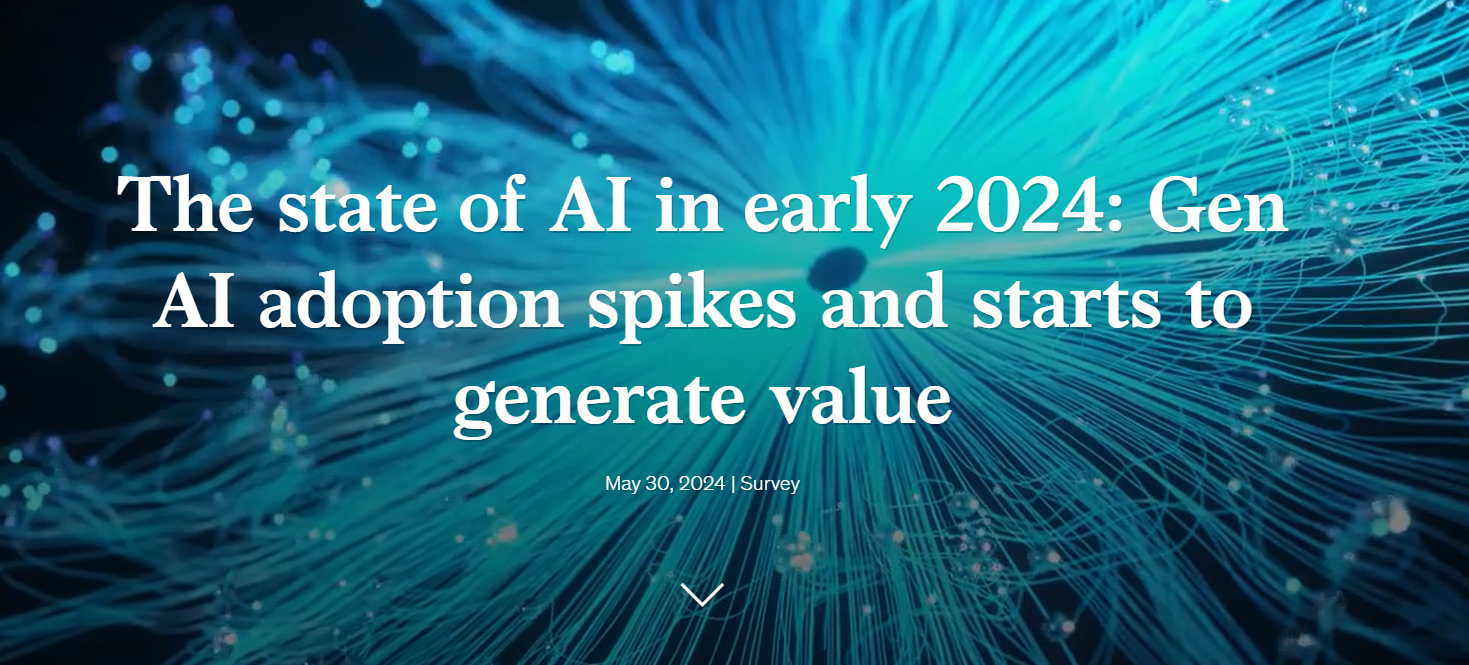 The state of AI in early 2024: Gen
AI adoption spikes and starts to
generate value
May 30, 2024 | Survey